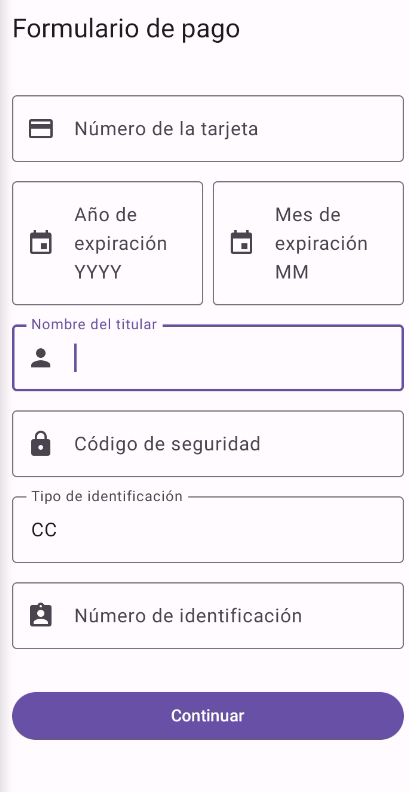 Formulario de pago
Número de la tarjeta
Año de
expiración
YYYY
Mes de
expiración
MM
Nombre del titular
Código de seguridad
Tipo de identificación
CC
Número de identificación
Continuar